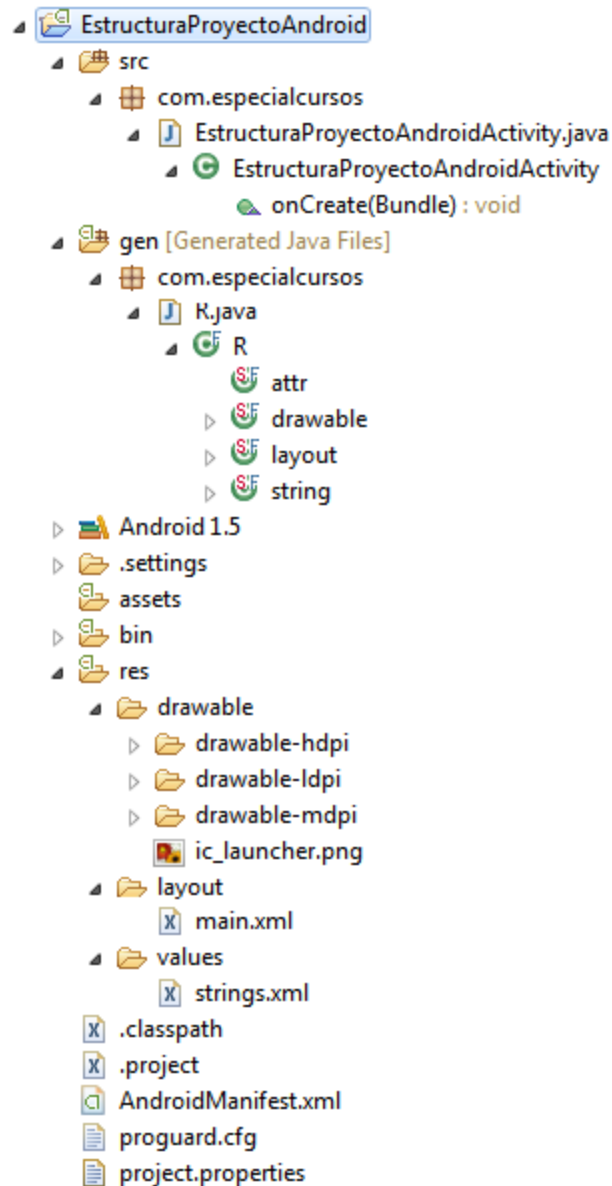 EstructuraProyectoAndroid
src
com.especialcursos
EstructuraProyectoAndroidActivity.java
EstructuraProyectoAndroidActivity
onCreate(Bundle) : void
gen [Generated Java Files]
com.especialcursos
R.java
R
attr
drawable
layout
string
Android 1.5
.settings
assets
bin
res
drawable
drawable-hdpi
drawable-ldpi
drawable-mdpi
ic_launcher.png
layout
main.xml
values
strings.xml
.classpath
.project
AndroidManifest.xml
proguard.cfg
project.properties